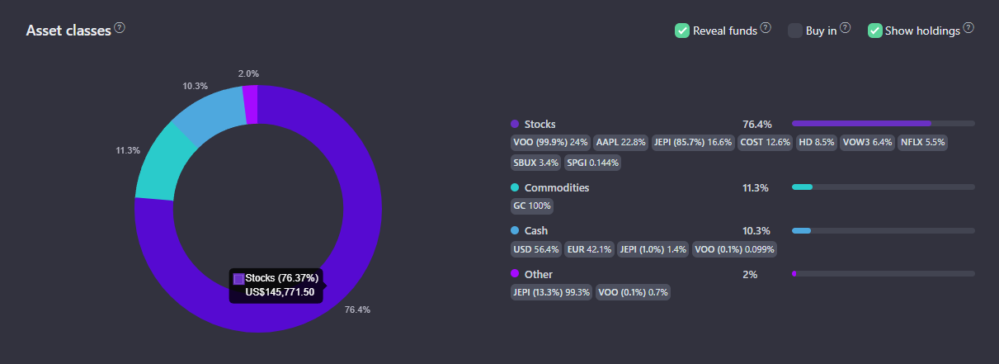 Asset classes ?
Reveal funds ? Buy in ? Show holdings ?
2.0%
10.3%
11.3%
76.4%
Stocks (76.37%)
US$145,771.50
Stocks 76.4%
VOO (99.9%) 24% AAPL 22.8% JEPI (85.7%) 16.6% COST 12.6% HD 8.5% VOW3 6.4% NFLX 5.5%
SBUX 3.4% SPGI 0.144%
Commodities 11.3%
GC 100%
Cash 10.3%
USD 56.4% EUR 42.1% JEPI (1.0%) 1.4% VOO (0.1%) 0.099%
Other 2%
JEPI (13.3%) 99.3% VOO (0.1%) 0.7%